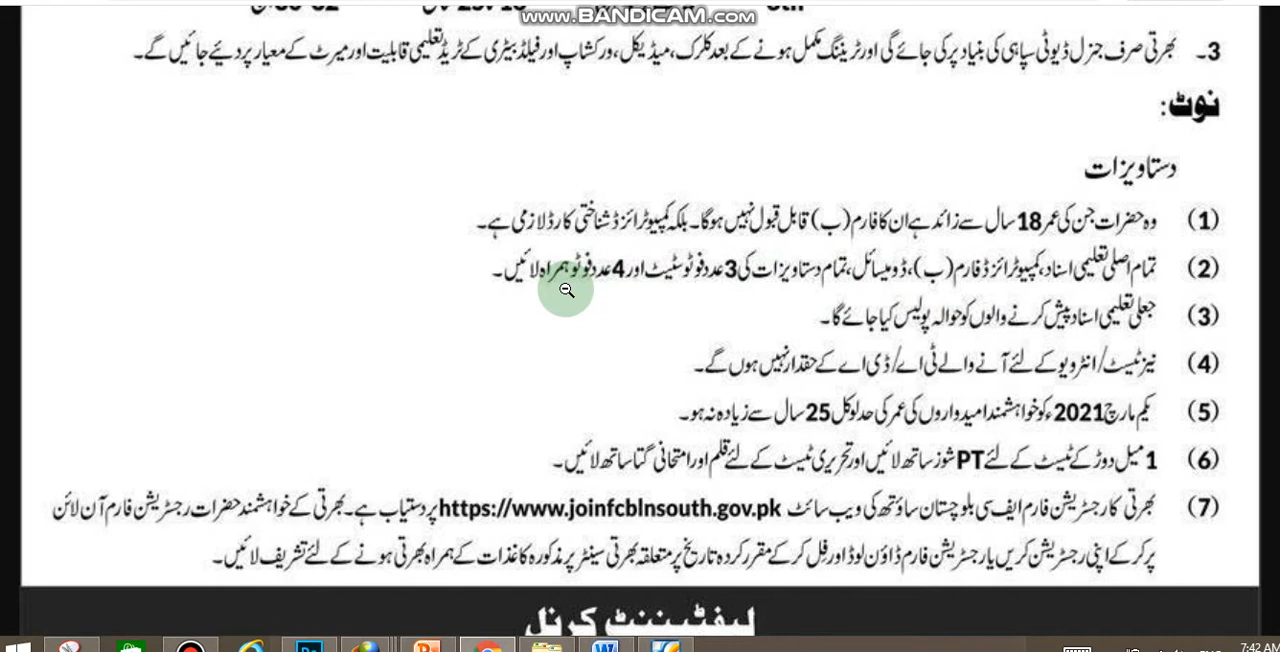 WWW.BANDICAM.COM
3۔ بھرتی صرف جنرل ڈیوٹی سپاہی کی بنیاد پر کی جائے گی اور ٹریننگ مکمل ہونے کے بعد کلرک، میڈیکل، ورکشاپ اور فیلڈ بیٹری کے ٹریڈ تعلیمی قابلیت اور میرٹ کے معیار پر دیئے جائیں گے۔
نوٹ:
دستاویزات
(1) وہ حضرات جن کی عمر 18 سال سے زائد ہے ان کا فارم (ب) قابل قبول نہیں ہوگا۔ بلکہ کمپیوٹرائزڈ شناختی کارڈ لازمی ہے۔
(2) تمام اصلی تعلیمی اسناد، کمپیوٹرائزڈ فارم (ب)، ڈومیسائل، تمام دستاویزات کی 3 عدد فوٹو سٹیٹ اور 4 عدد فوٹو ہمراہ لائیں۔
(3) جعلی تعلیمی اسناد پیش کرنے والوں کو حوالہ پولیس کیا جائے گا۔
(4) نیز ٹیسٹ/انٹرویو کے لئے آنے والے ٹی اے/ڈی اے کے حقدار نہیں ہوں گے۔
(5) یکم مارچ 2021ء کو خواہشمند امیدواروں کی عمر کی حد لوکل 25 سال سے زیادہ نہ ہو۔
(6) 1 میل دوڑ کے ٹیسٹ کے لئے PT شوز ساتھ لائیں اور تحریری ٹیسٹ کے لئے قلم اور امتحانی گتا ساتھ لائیں۔
(7) بھرتی کا رجسٹریشن فارم ایف سی بلوچستان ساؤتھ کی ویب سائٹ https://www.joinfcblnsouth.gov.pk پر دستیاب ہے۔ بھرتی کے خواہشمند حضرات رجسٹریشن فارم آن لائن
پر کر کے اپنی رجسٹریشن کریں یا رجسٹریشن فارم ڈاؤن لوڈ اور فِل کر کے مقرر کردہ تاریخ پر متعلقہ بھرتی سینٹر پر مذکورہ کاغذات کے ہمراہ بھرتی ہونے کے لئے تشریف لائیں۔
لیفٹیننٹ کرنل
7:42 AM